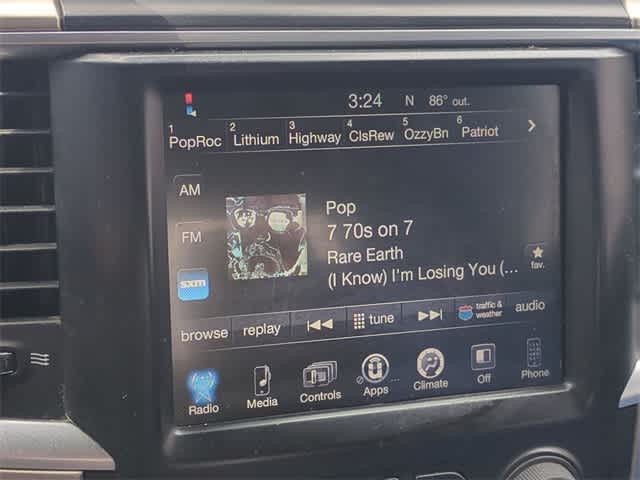 3:24 N 86° out.
1 PopRoc 2 Lithium 3 Highway 4 ClsRew 5 OzzyBn 6 Patriot >
AM
Pop
7 70s on 7
FM
Rare Earth
(I Know) I'm Losing You (...
fav.
sxm
browse replay tune traffic & weather audio
Radio Media Controls Apps ... Climate Off Phone